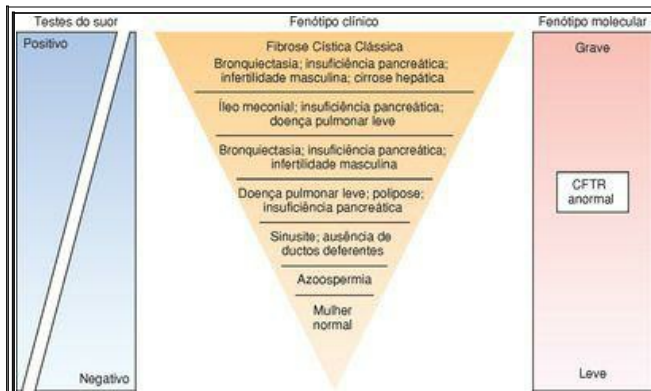 Testes do suor
Fenótipo clínico
Fenótipo molecular
Positivo
Negativo
Fibrose Cística Clássica
Bronquiectasia; insuficiência pancreática;
infertilidade masculina; cirrose hepática
Íleo meconial; insuficiência pancreática;
doença pulmonar leve
Bronquiectasia; insuficiência pancreática;
infertilidade masculina
Doença pulmonar leve; polipose;
insuficiência pancreática
Sinusite; ausência de
ductos deferentes
Azoospermia
Mulher
normal
Grave
CFTR
anormal
Leve